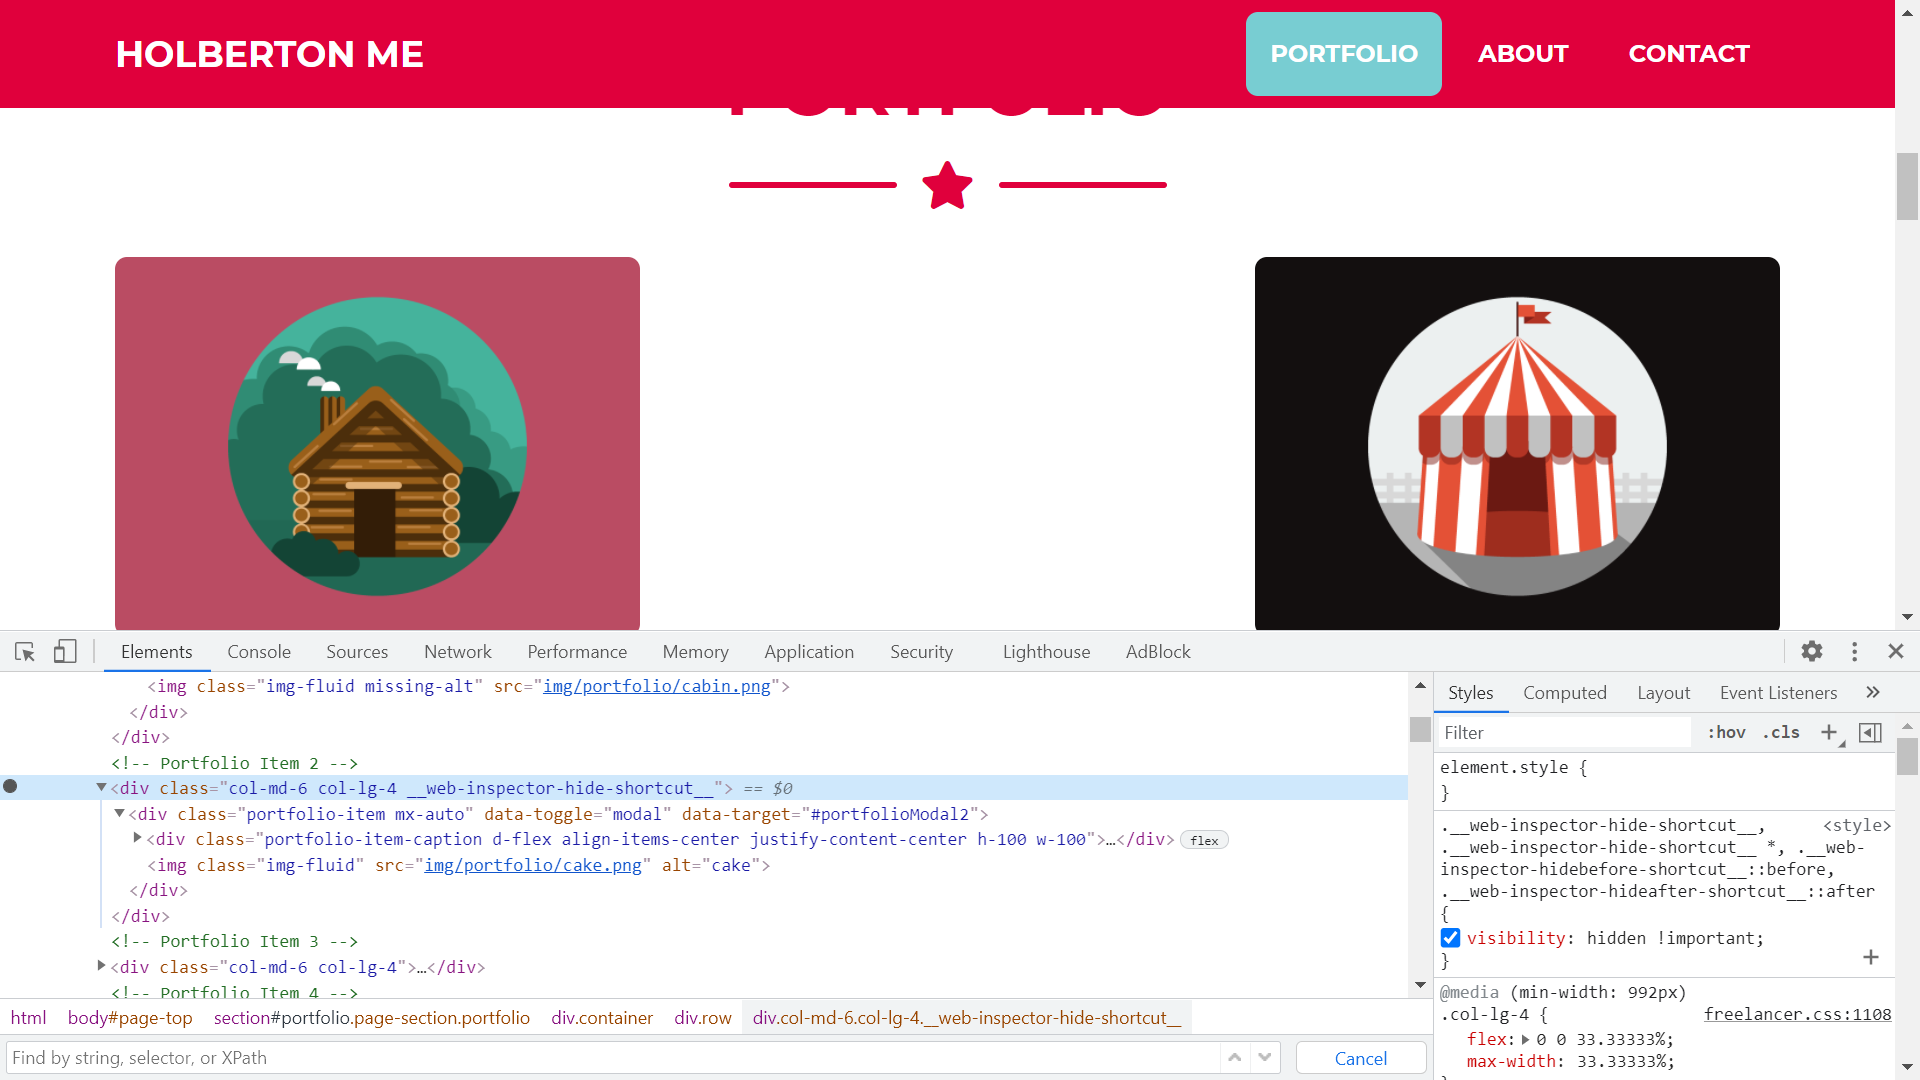 HOLBERTON ME
PORTFOLIO
ABOUT
CONTACT
PORTFOLIO
Elements
Console
Sources
Network
Performance
Memory
Application
Security
Lighthouse
AdBlock
<img class="img-fluid missing-alt" src="img/portfolio/cabin.png">
</div>
</div>
<!-- Portfolio Item 2 -->
<div class="col-md-6 col-lg-4 __web-inspector-hide-shortcut__"> == $0
<div class="portfolio-item mx-auto" data-toggle="modal" data-target="#portfolioModal2">
<div class="portfolio-item-caption d-flex align-items-center justify-content-center h-100 w-100">…</div> flex
<img class="img-fluid" src="img/portfolio/cake.png" alt="cake">
</div>
</div>
<!-- Portfolio Item 3 -->
<div class="col-md-6 col-lg-4">…</div>
<!-- Portfolio Item 4 -->
html body#page-top section#portfolio.page-section.portfolio div.container div.row div.col-md-6.col-lg-4.__web-inspector-hide-shortcut__
Find by string, selector, or XPath
Cancel
Styles
Computed
Layout
Event Listeners
Filter
:hov .cls
element.style {
}
.__web-inspector-hide-shortcut__, <style>
.__web-inspector-hide-shortcut__ *, .__web-
inspector-hidebefore-shortcut__::before,
.__web-inspector-hideafter-shortcut__::after
{
visibility: hidden !important;
}
@media (min-width: 992px)
.col-lg-4 { freelancer.css:1108
flex: 0 0 33.33333%;
max-width: 33.33333%;
}